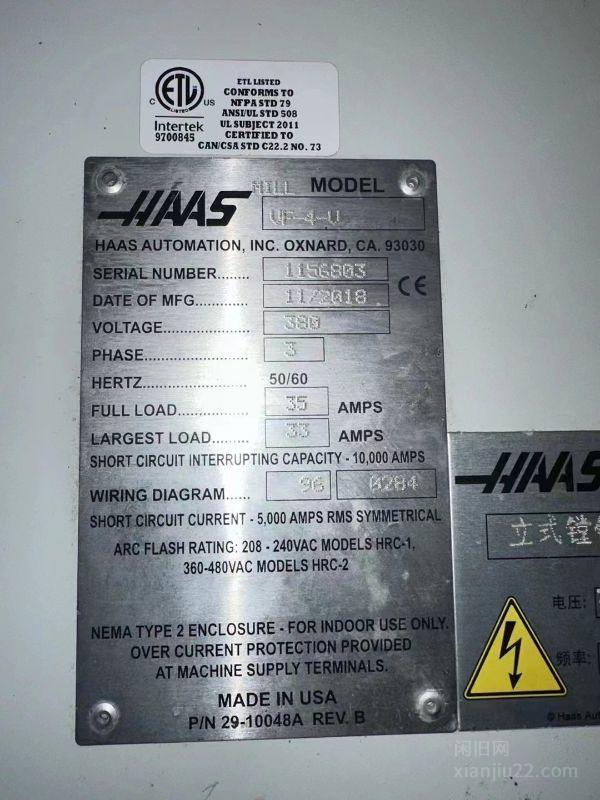 ETL LISTED
CONFORMS TO
NFPA STD 79
ANSI/UL STD 508
UL SUBJECT 2011
CERTIFIED TO
CAN/CSA STD C22.2 NO. 73
C ETL US
Intertek
9700845
HAAS MILL MODEL
VF-4-V
HAAS AUTOMATION, INC. OXNARD, CA. 93030
SERIAL NUMBER........ 1156803
DATE OF MFG............. 11/2018 CE
VOLTAGE.................. 380
PHASE...................... 3
HERTZ....................... 50/60
FULL LOAD................. 35 AMPS
LARGEST LOAD........ 33 AMPS
SHORT CIRCUIT INTERRUPTING CAPACITY - 10,000 AMPS
WIRING DIAGRAM...... 96 0284
SHORT CIRCUIT CURRENT - 5,000 AMPS RMS SYMMETRICAL
ARC FLASH RATING: 208 - 240VAC MODELS HRC-1,
360-480VAC MODELS HRC-2
NEMA TYPE 2 ENCLOSURE - FOR INDOOR USE ONLY.
OVER CURRENT PROTECTION PROVIDED
AT MACHINE SUPPLY TERMINALS.
MADE IN USA
P/N 29-10048A REV. B
HAAS
立式镗
电压:
频率:
© Haas
闲旧网
xianjiu22.com